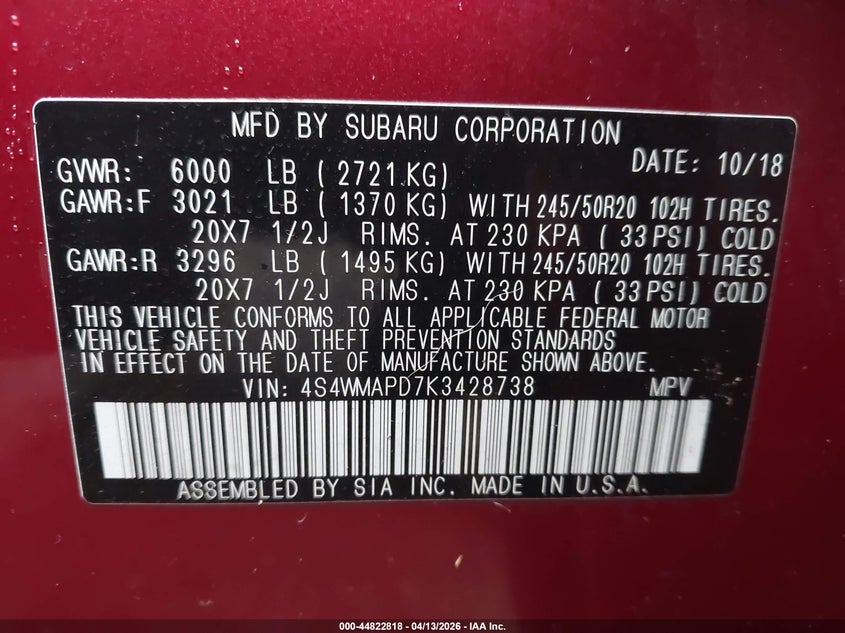 MFD BY SUBARU CORPORATION
GVWR: 6000 LB ( 2721 KG) DATE: 10/18
GAWR:F 3021 LB ( 1370 KG) WITH 245/50R20 102H TIRES.
20X7 1/2J RIMS. AT 230 KPA ( 33 PSI) COLD
GAWR:R 3296 LB ( 1495 KG) WITH 245/50R20 102H TIRES.
20X7 1/2J RIMS. AT 230 KPA ( 33 PSI) COLD
THIS VEHICLE CONFORMS TO ALL APPLICABLE FEDERAL MOTOR
VEHICLE SAFETY AND THEFT PREVENTION STANDARDS
IN EFFECT ON THE DATE OF MANUFACTURE SHOWN ABOVE.
VIN: 4S4WMAPD7K3428738 MPV
ASSEMBLED BY SIA INC. MADE IN U.S.A.
000-44822818 - 04/13/2026 - IAA Inc.